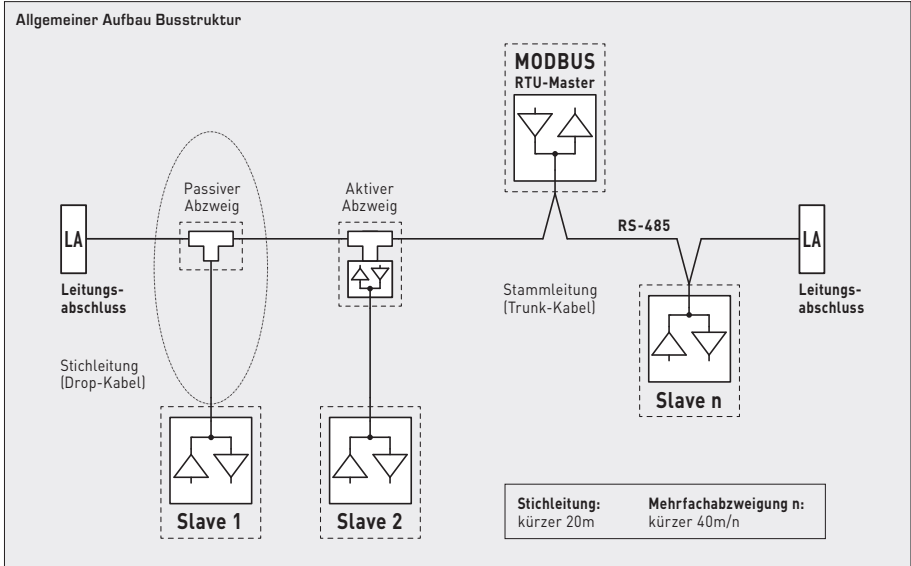 Allgemeiner Aufbau Busstruktur
MODBUS
RTU-Master
Passiver
Abzweig
Aktiver
Abzweig
LA
RS-485
LA
Leitungs-
abschluss
Stammleitung
(Trunk-Kabel)
Leitungs-
abschluss
Stichleitung
(Drop-Kabel)
Slave n
Slave 1
Slave 2
Stichleitung:
kürzer 20m
Mehrfachabzweigung n:
kürzer 40m/n